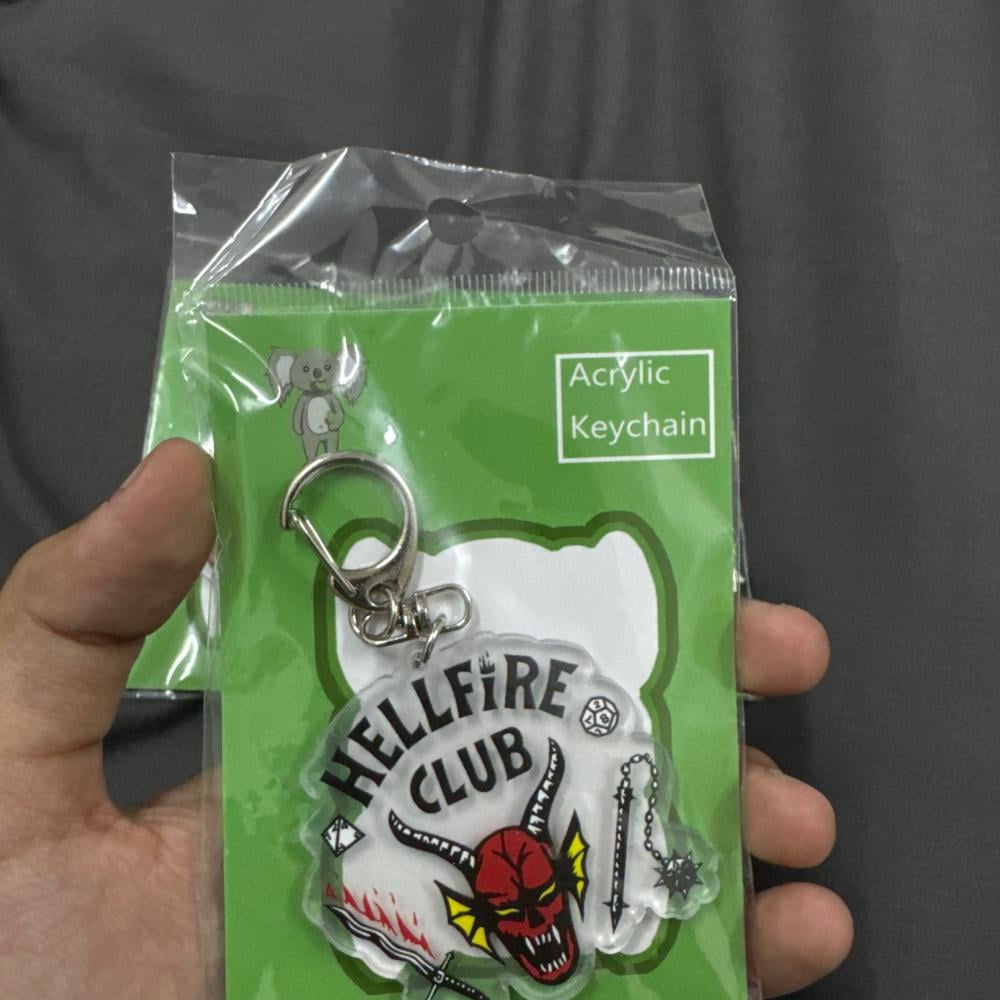 Acrylic
Keychain
HELLFiRE
CLUB